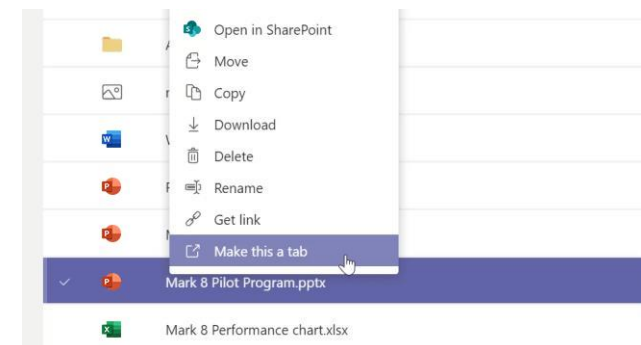 Open in SharePoint
Move
Copy
Download
Delete
Rename
Get link
Make this a tab
Mark 8 Pilot Program.pptx
Mark 8 Performance chart.xlsx